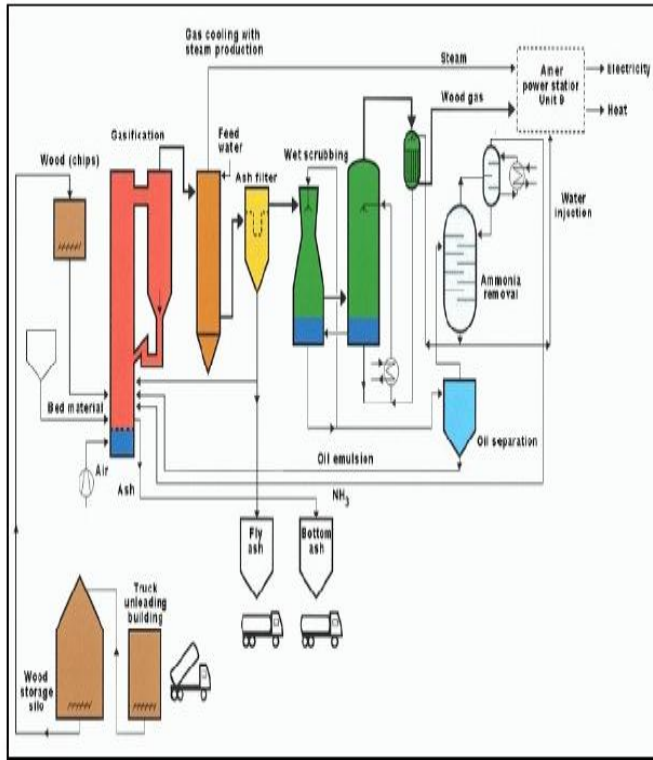 Gas cooling with
steam production
Steam
Amer
power station
Unit 9
Electricity
Heat
Wood gas
Gasification
Feed
water
Wood (chips)
Ash filter
Wet scrubbing
Water
injection
Ammonia
removal
Bed material
Oil separation
Air
Oil emulsion
Ash
NH3
Fly
ash
Bottom
ash
Truck
unleading
building
Wood
storage
silo